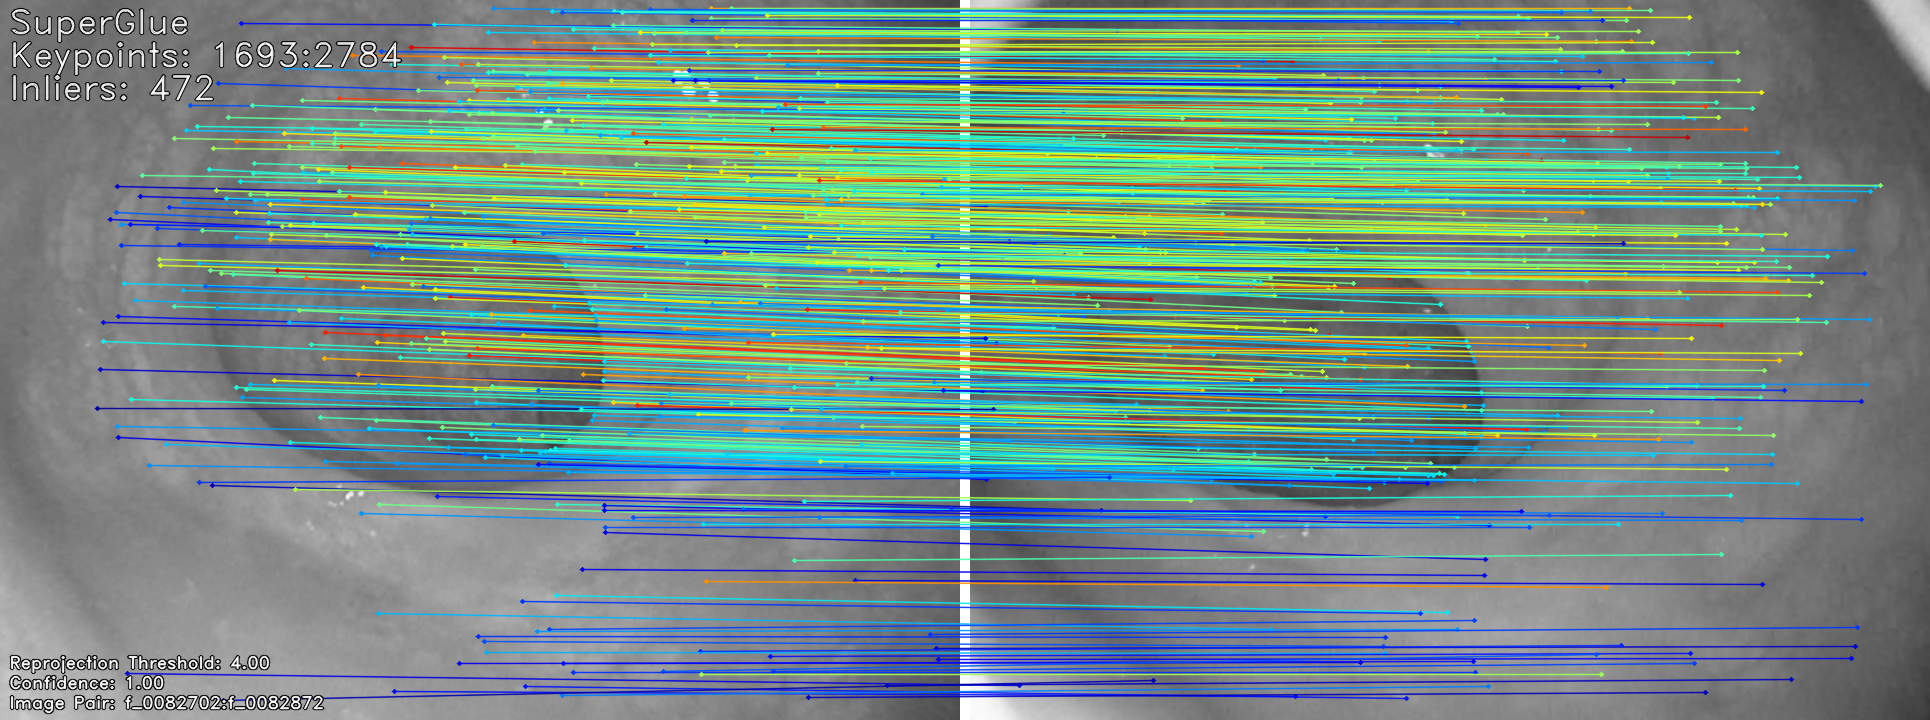 SuperGlue
Keypoints: 1693:2784
Inliers: 472
Reprojection Threshold: 4.00
Confidence: 1.00
Image Pair: f_0082702:f_0082872